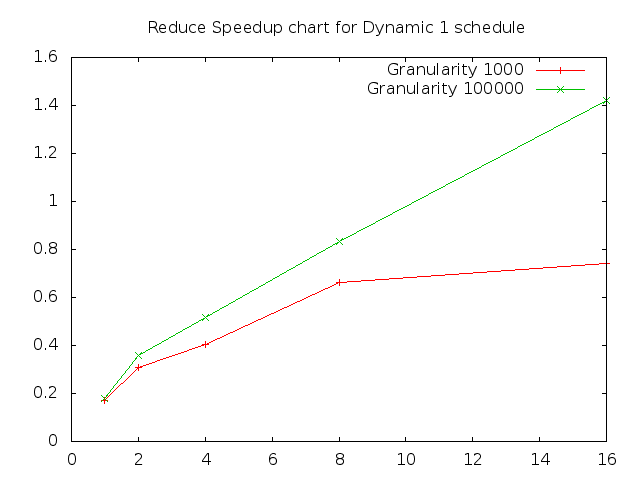 Reduce Speedup chart for Dynamic 1 schedule
1.6
Granularity 1000
Granularity 100000
1.4
1.2
1
0.8
0.6
0.4
0.2
0
0 2 4 6 8 10 12 14 16